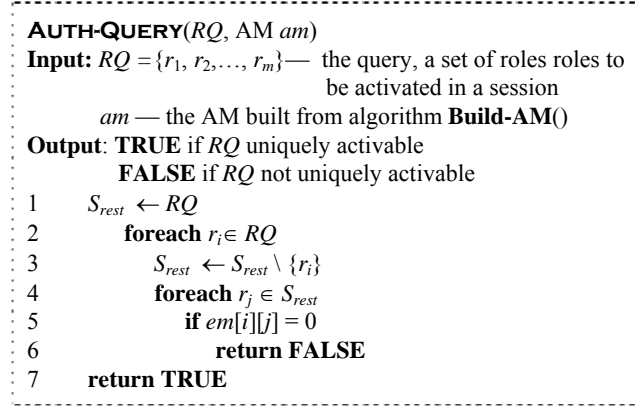 AUTH-QUERY(RQ, AM am)
Input: RQ = {r1, r2,…, rm}— the query, a set of roles roles to
be activated in a session
am — the AM built from algorithm Build-AM()
Output: TRUE if RQ uniquely activable
FALSE if RQ not uniquely activable
1 Srest ← RQ
2 foreach ri ∈ RQ
3 Srest ← Srest \ {ri}
4 foreach rj ∈ Srest
5 if em[i][j] = 0
6 return FALSE
7 return TRUE